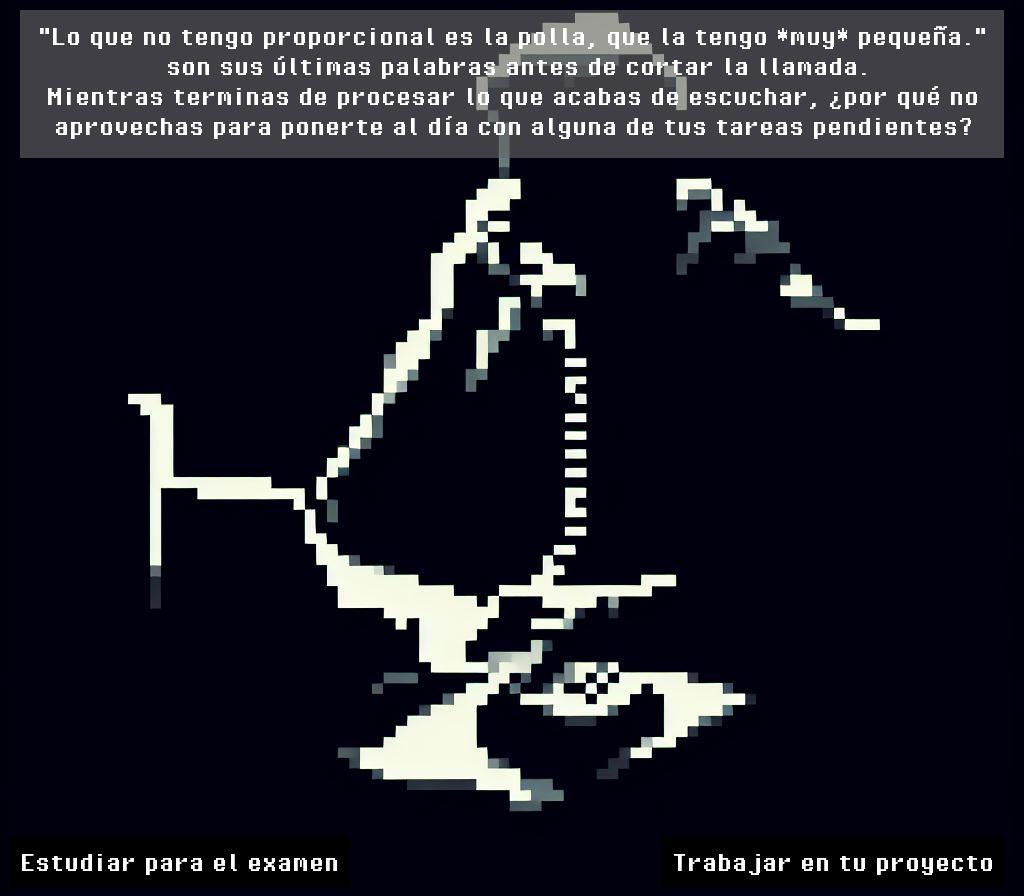 "Lo que no tengo proporcional es la polla, que la tengo *muy* pequeña."
son sus últimas palabras antes de cortar la llamada.
Mientras terminas de procesar lo que acabas de escuchar, ¿por qué no
aprovechas para ponerte al día con alguna de tus tareas pendientes?
Estudiar para el examen
Trabajar en tu proyecto